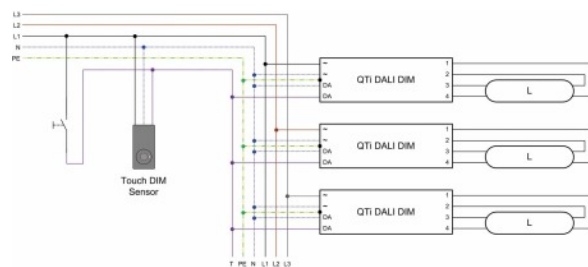 L3
L2
L1
N
PE
~
~
DA
DA
QTi DALI DIM
1
2
3
4
L
~
~
DA
DA
QTi DALI DIM
1
2
3
4
L
Touch DIM
Sensor
~
~
DA
DA
QTi DALI DIM
1
2
3
4
L
T PE N L1 L2 L3